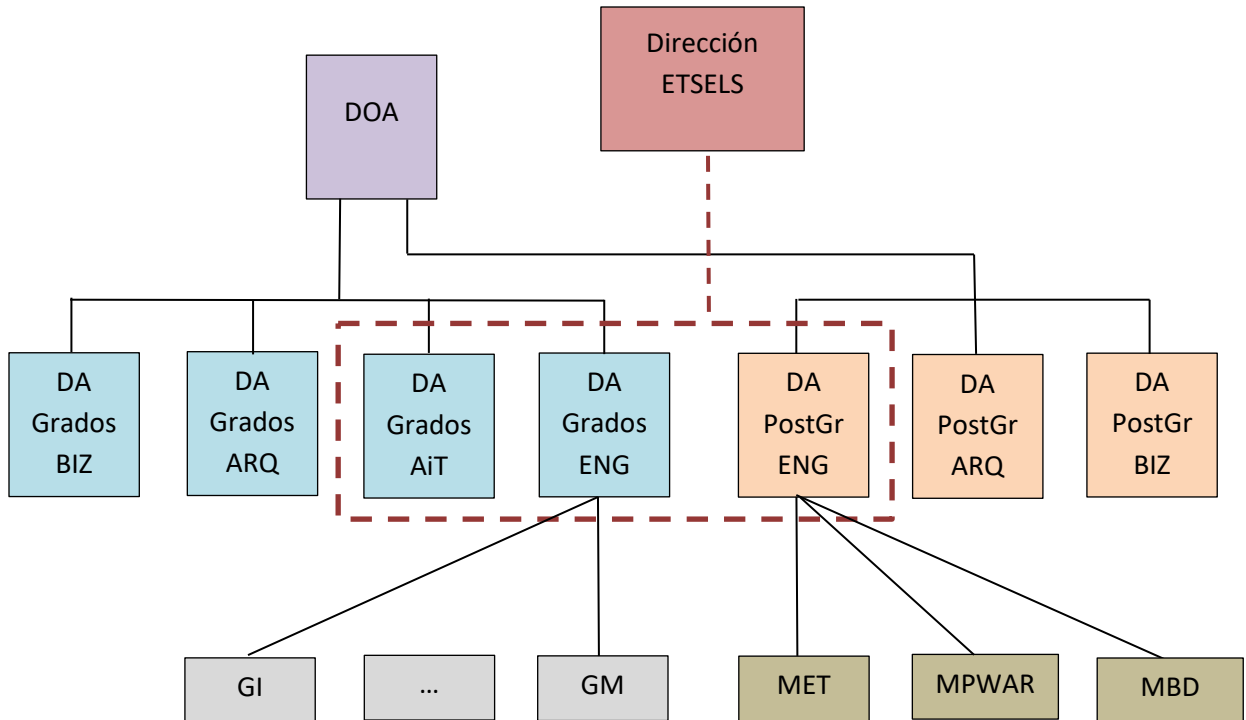 Dirección
ETSELS
DOA
DA
Grados
BIZ
DA
Grados
ARQ
DA
Grados
AiT
DA
Grados
ENG
DA
PostGr
ENG
DA
PostGr
ARQ
DA
PostGr
BIZ
GI
...
GM
MET
MPWAR
MBD